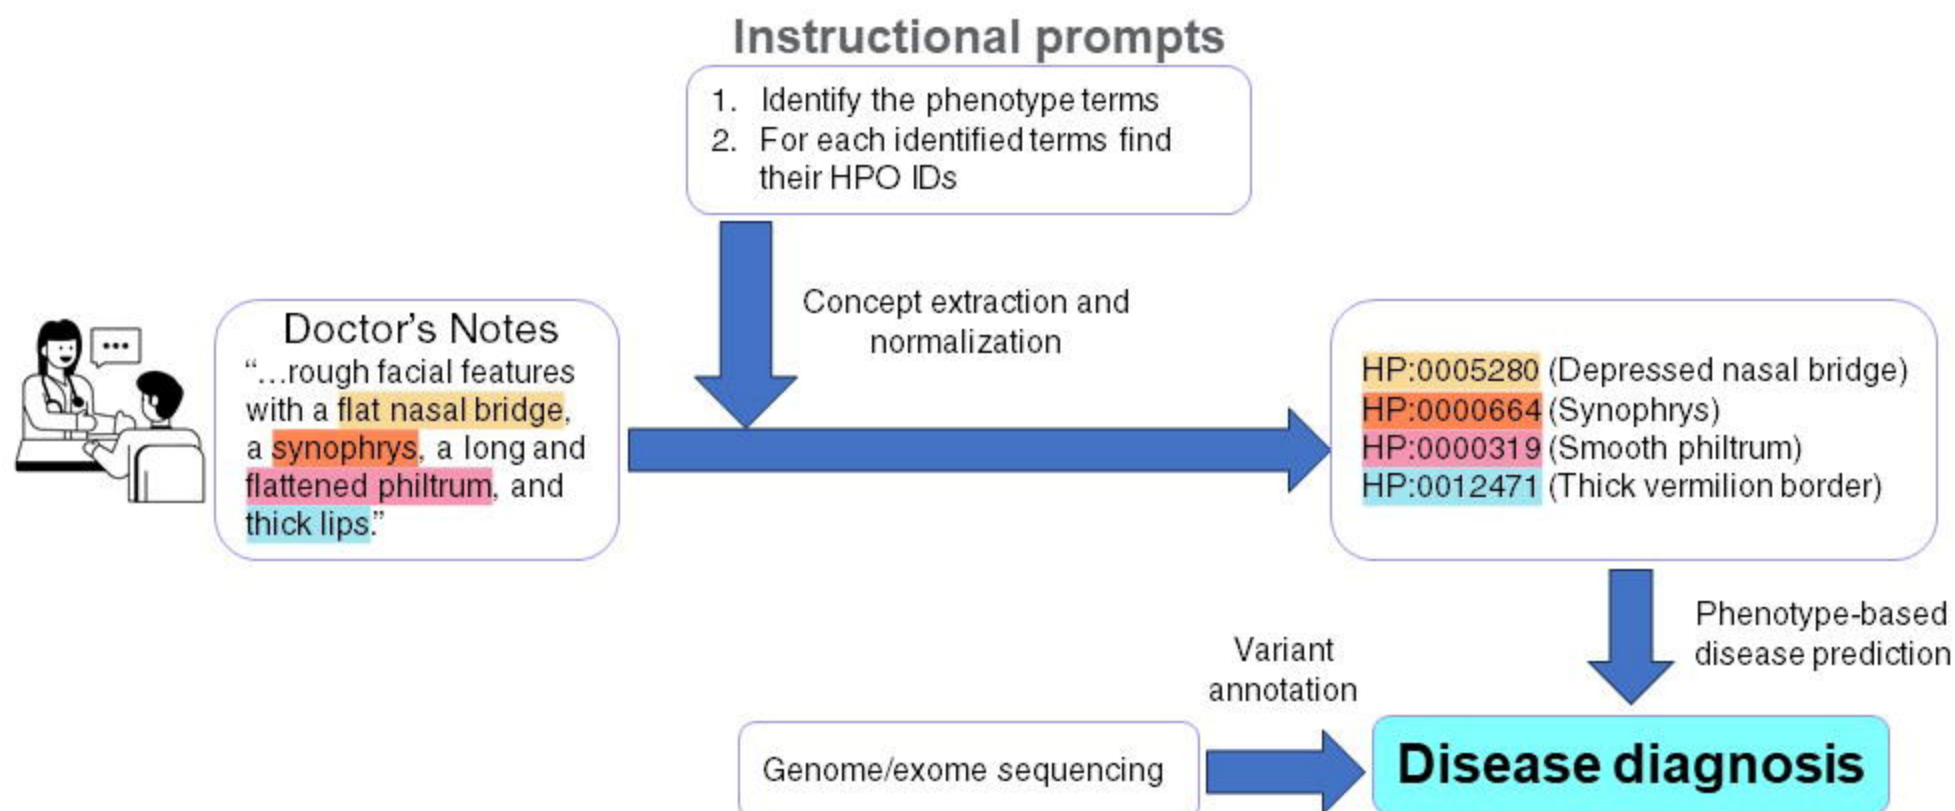 Instructional prompts
1. Identify the phenotype terms
2. For each identified terms find
their HPO IDs
Concept extraction and
normalization
Doctor's Notes
“...rough facial features
with a flat nasal bridge,
a synophrys, a long and
flattened philtrum, and
thick lips.”
HP:0005280 (Depressed nasal bridge)
HP:0000664 (Synophrys)
HP:0000319 (Smooth philtrum)
HP:0012471 (Thick vermilion border)
Phenotype-based
disease prediction
Variant
annotation
Genome/exome sequencing
Disease diagnosis